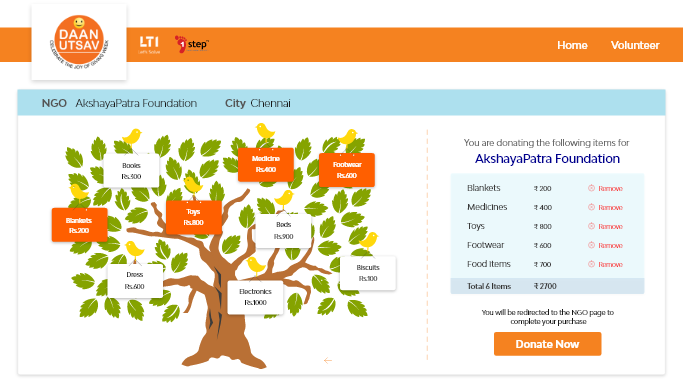 DAAN
UTSAV
CELEBRATE THE JOY OF GIVING WEEK
LTI
1step
Home
Volunteer
NGO AkshayaPatra Foundation City Chennai
Books
Rs.300
Medicine
Rs.400
Footwear
Rs.600
Blankets
Rs.200
Toys
Rs.800
Beds
Rs.900
Dress
Rs.600
Biscuits
Rs.100
Electronics
Rs.1000
You are donating the following items for
AkshayaPatra Foundation
Blankets ₹ 200 Remove
Medicines ₹ 400 Remove
Toys ₹ 800 Remove
Footwear ₹ 600 Remove
Food items ₹ 700 Remove
Total 6 Items ₹ 2700
You will be redirected to the NGO page to
complete your purchase
Donate Now